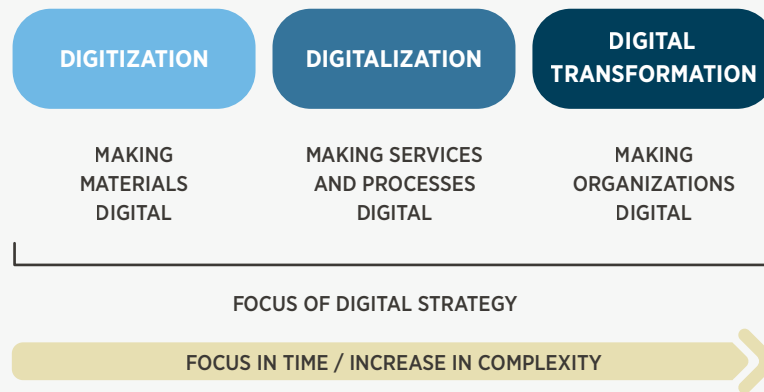 DIGITIZATION
DIGITALIZATION
DIGITAL
TRANSFORMATION
MAKING
MATERIALS
DIGITAL
MAKING SERVICES
AND PROCESSES
DIGITAL
MAKING
ORGANIZATIONS
DIGITAL
FOCUS OF DIGITAL STRATEGY
FOCUS IN TIME / INCREASE IN COMPLEXITY